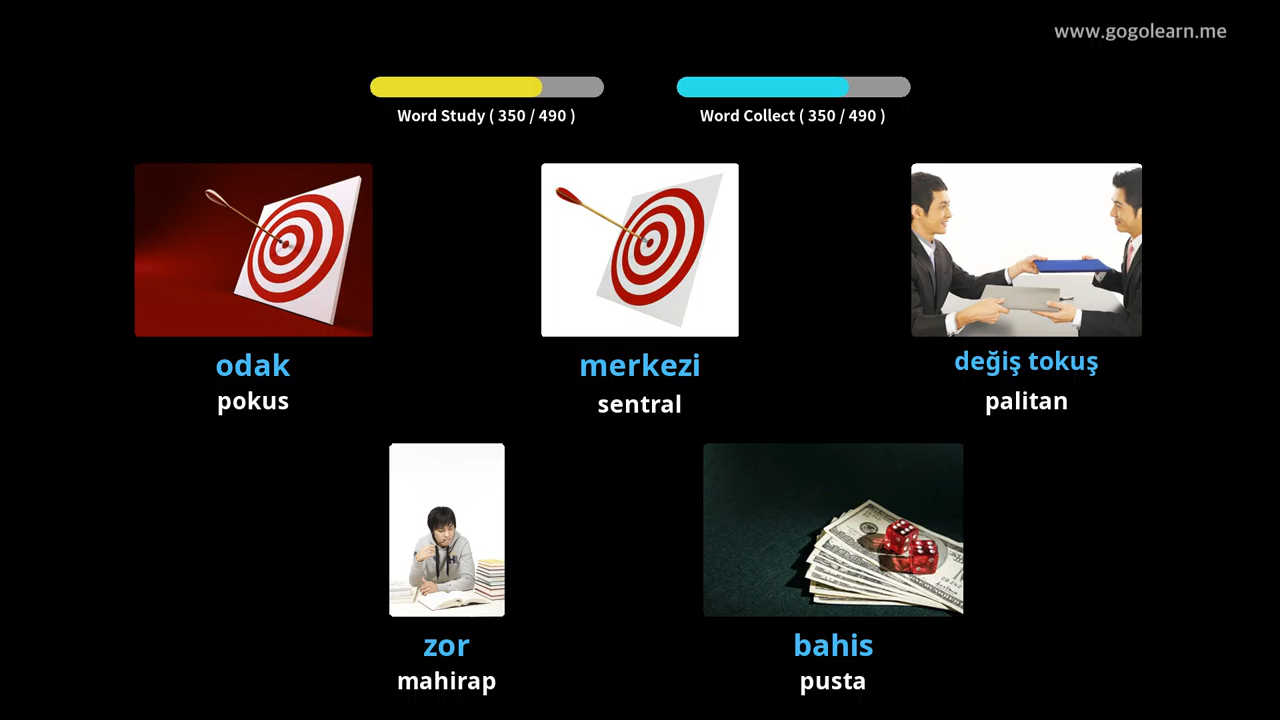 www.gogolearn.me
Word Study ( 350 / 490 )
Word Collect ( 350 / 490 )
odak
pokus
merkezi
sentral
değiş tokuş
palitan
zor
mahirap
bahis
pusta